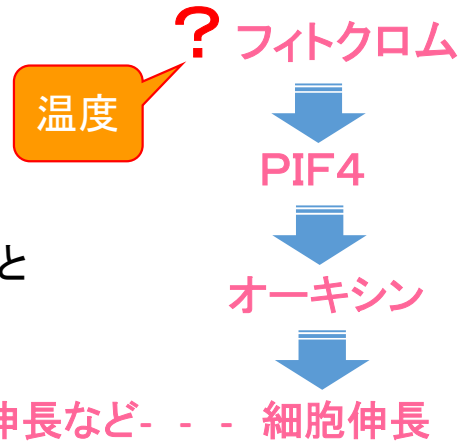 ？フィトクロム
温度
PIF4
と
オーキシン
伸長など- - - 細胞伸長